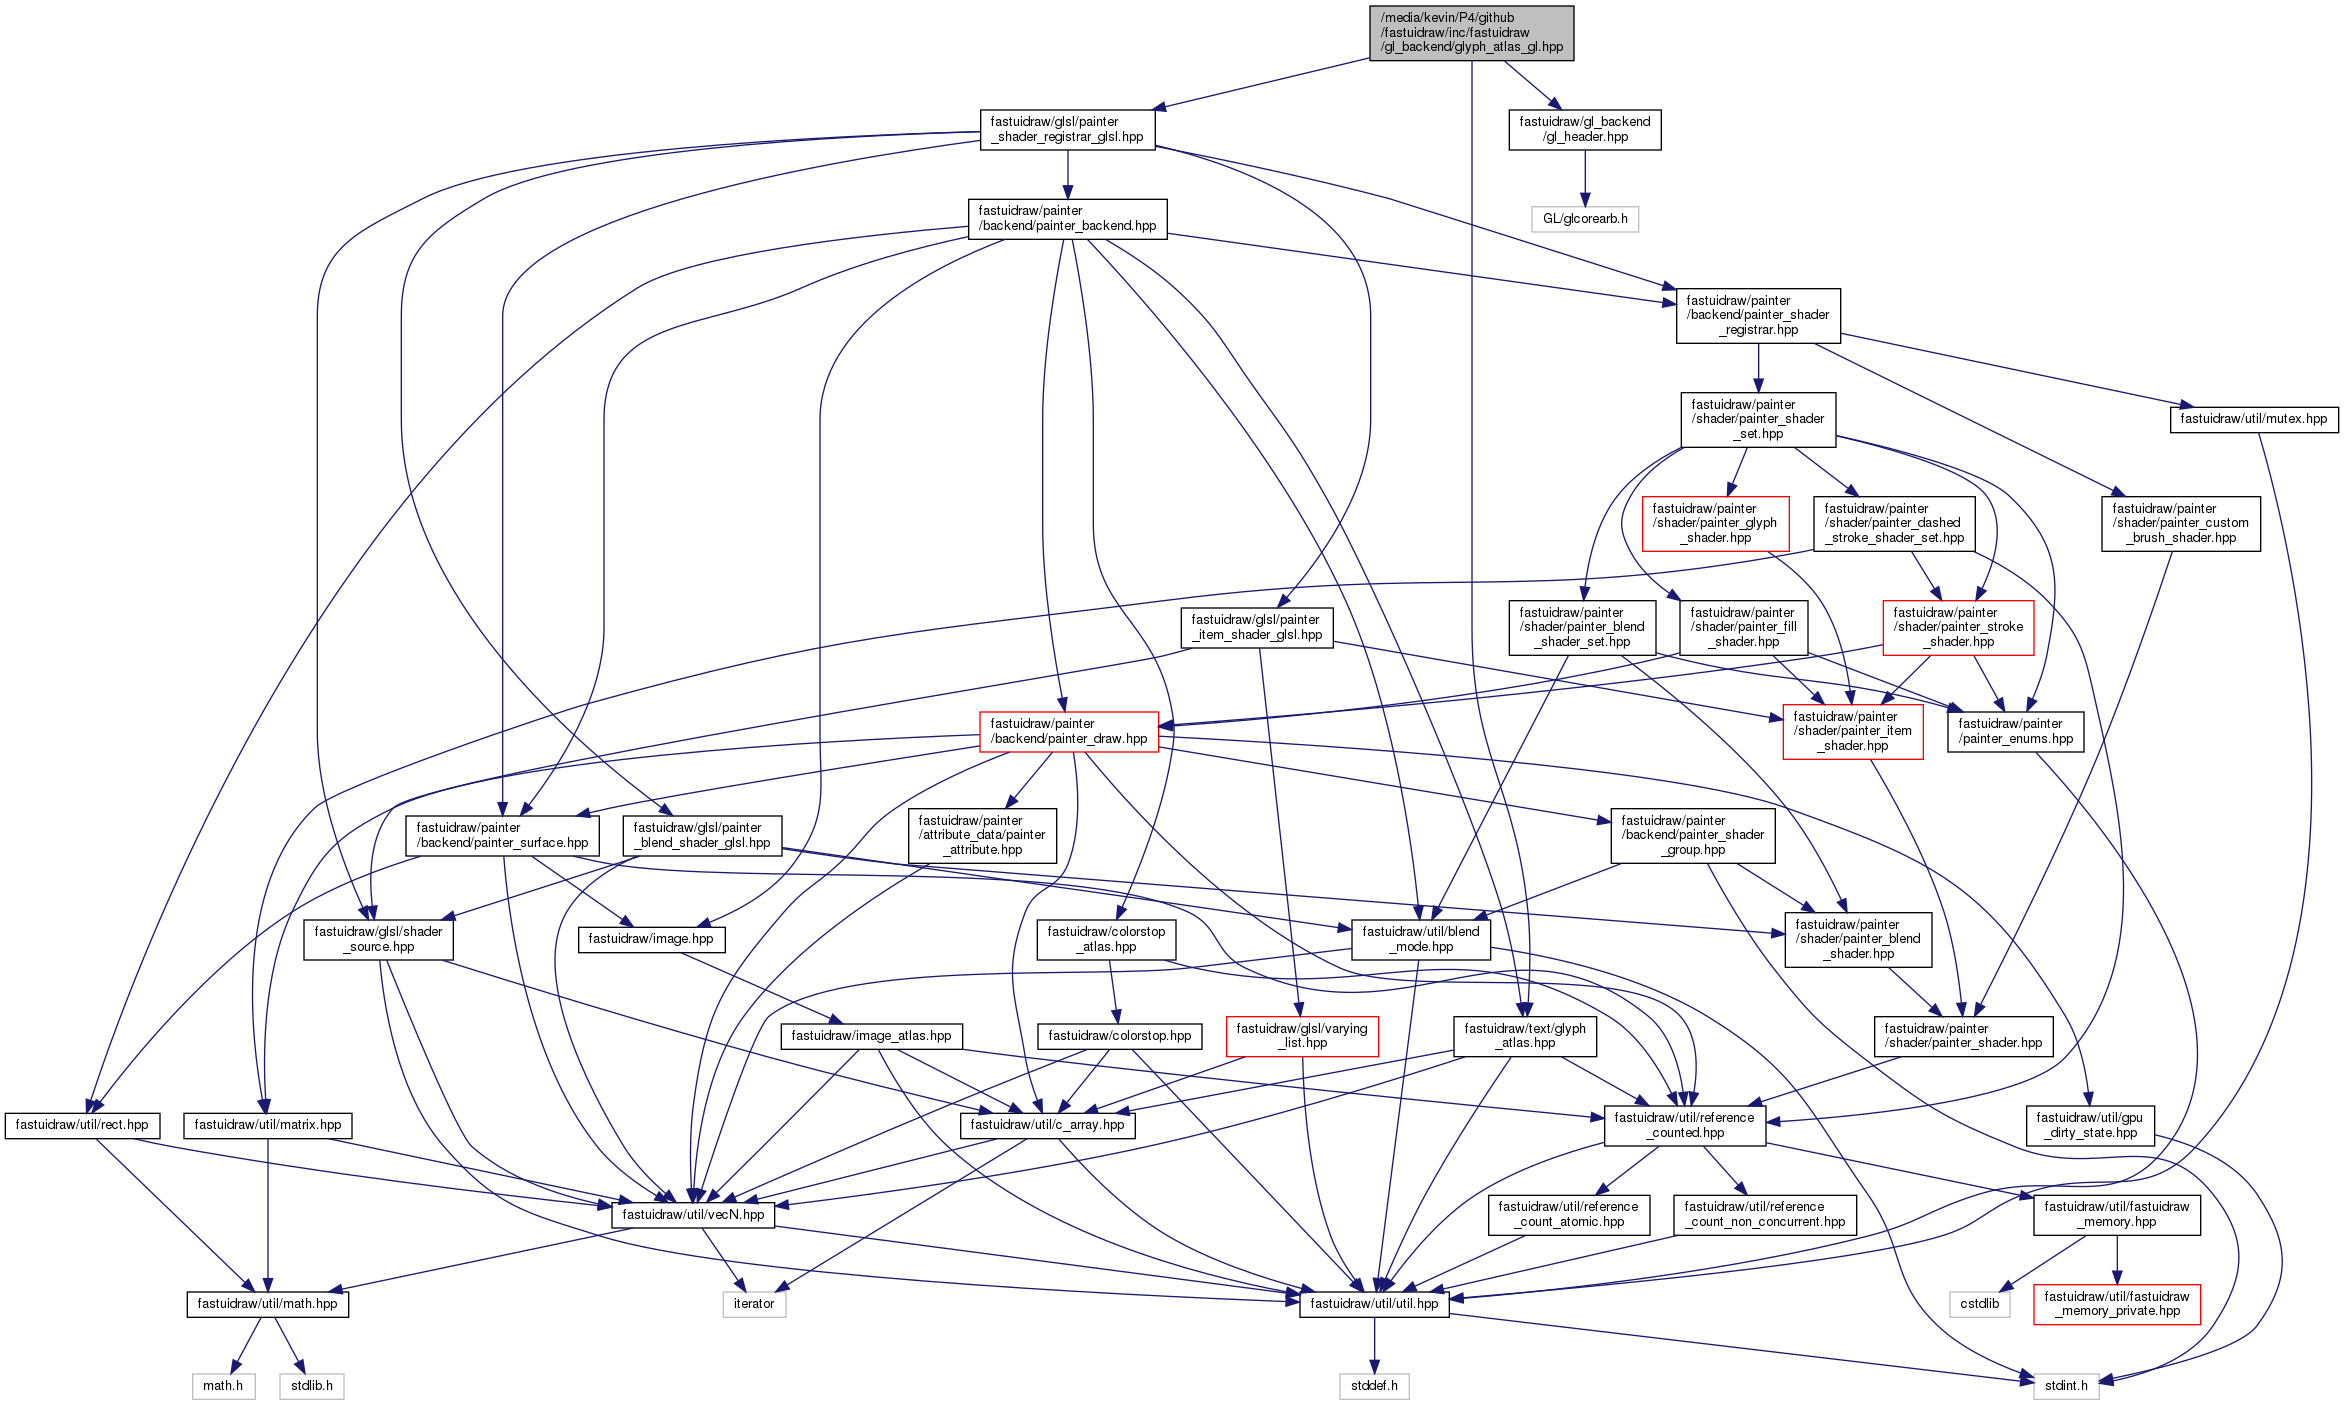 /media/kevin/P4/github
/fastuidraw/inc/fastuidraw
/gl_backend/glyph_atlas_gl.hpp
fastuidraw/glsl/painter
_shader_registrar_glsl.hpp
fastuidraw/gl_backend
/gl_header.hpp
fastuidraw/painter
/backend/painter_backend.hpp
GL/glcorearb.h
fastuidraw/painter
/backend/painter_shader
_registrar.hpp
fastuidraw/painter
/shader/painter_shader
_set.hpp
fastuidraw/util/mutex.hpp
fastuidraw/painter
/shader/painter_glyph
_shader.hpp
fastuidraw/painter
/shader/painter_dashed
_stroke_shader_set.hpp
fastuidraw/painter
/shader/painter_custom
_brush_shader.hpp
fastuidraw/glsl/painter
_item_shader_glsl.hpp
fastuidraw/painter
/shader/painter_blend
_shader_set.hpp
fastuidraw/painter
/shader/painter_fill
_shader.hpp
fastuidraw/painter
/shader/painter_stroke
_shader.hpp
fastuidraw/painter
/backend/painter_draw.hpp
fastuidraw/painter
/shader/painter_item
_shader.hpp
fastuidraw/painter
/painter_enums.hpp
fastuidraw/painter
/backend/painter_surface.hpp
fastuidraw/glsl/painter
_blend_shader_glsl.hpp
fastuidraw/painter
/attribute_data/painter
_attribute.hpp
fastuidraw/painter
/backend/painter_shader
_group.hpp
fastuidraw/glsl/shader
_source.hpp
fastuidraw/image.hpp
fastuidraw/colorstop
_atlas.hpp
fastuidraw/util/blend
_mode.hpp
fastuidraw/painter
/shader/painter_blend
_shader.hpp
fastuidraw/image_atlas.hpp
fastuidraw/colorstop.hpp
fastuidraw/glsl/varying
_list.hpp
fastuidraw/text/glyph
_atlas.hpp
fastuidraw/painter
/shader/painter_shader.hpp
fastuidraw/util/rect.hpp
fastuidraw/util/matrix.hpp
fastuidraw/util/c_array.hpp
fastuidraw/util/reference
_counted.hpp
fastuidraw/util/gpu
_dirty_state.hpp
fastuidraw/util/vecN.hpp
fastuidraw/util/reference
_count_atomic.hpp
fastuidraw/util/reference
_count_non_concurrent.hpp
fastuidraw/util/fastuidraw
_memory.hpp
fastuidraw/util/math.hpp
iterator
fastuidraw/util/util.hpp
cstdlib
fastuidraw/util/fastuidraw
_memory_private.hpp
math.h
stdlib.h
stddef.h
stdint.h